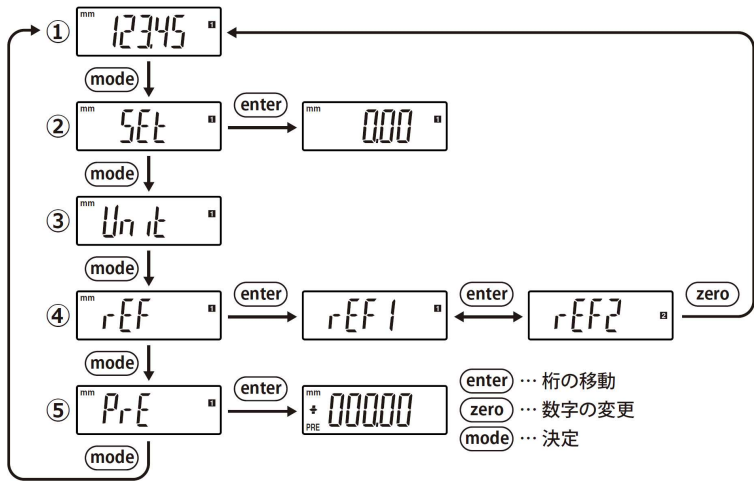 ① mm 123.45 1
mode
② mm SEt 1 enter mm 0.00 1
mode
③ mm Unit 1
mode
④ mm rEF 1 enter rEF1 1 enter rEF2 2 zero
mode
⑤ mm PrE 1 enter mm ± 000.00 PRE
enter … 桁の移動
zero … 数字の変更
mode … 決定
mode